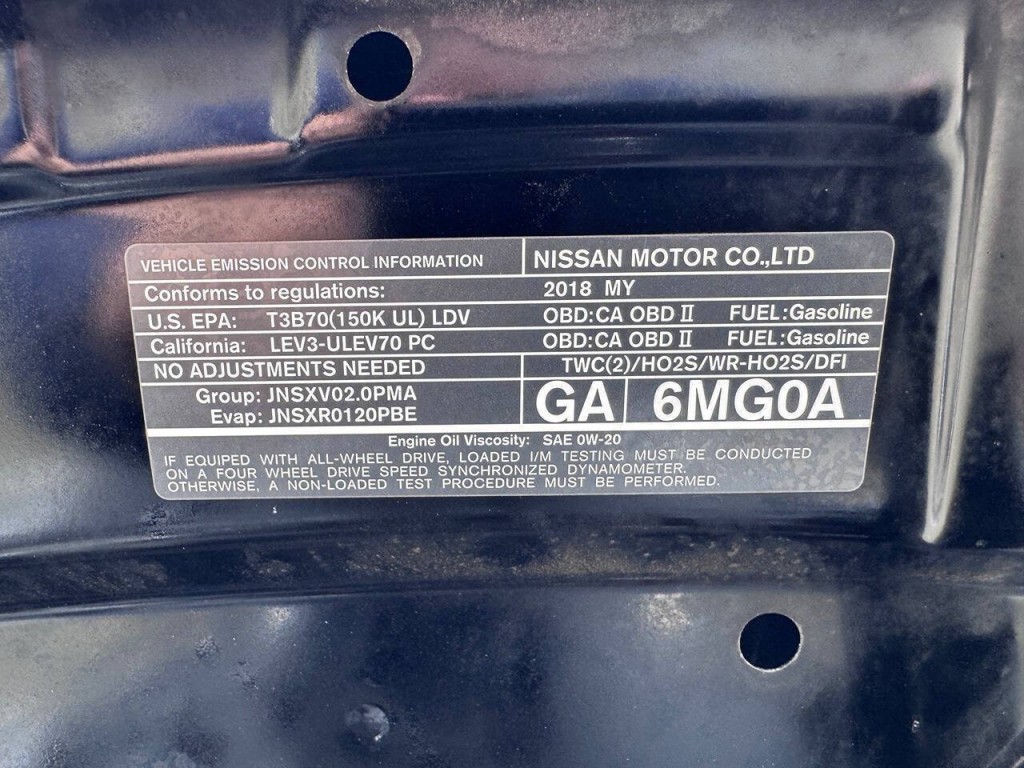 VEHICLE EMISSION CONTROL INFORMATION NISSAN MOTOR CO.,LTD
Conforms to regulations: 2018 MY
U.S. EPA: T3B70(150K UL) LDV OBD:CA OBD II FUEL:Gasoline
California: LEV3-ULEV70 PC OBD:CA OBD II FUEL:Gasoline
NO ADJUSTMENTS NEEDED TWC(2)/HO2S/WR-HO2S/DFI
Group: JNSXV02.0PMA
Evap: JNSXR0120PBE
GA 6MG0A
Engine Oil Viscosity: SAE 0W-20
IF EQUIPED WITH ALL-WHEEL DRIVE, LOADED I/M TESTING MUST BE CONDUCTED
ON A FOUR WHEEL DRIVE SPEED SYNCHRONIZED DYNAMOMETER.
OTHERWISE, A NON-LOADED TEST PROCEDURE MUST BE PERFORMED.